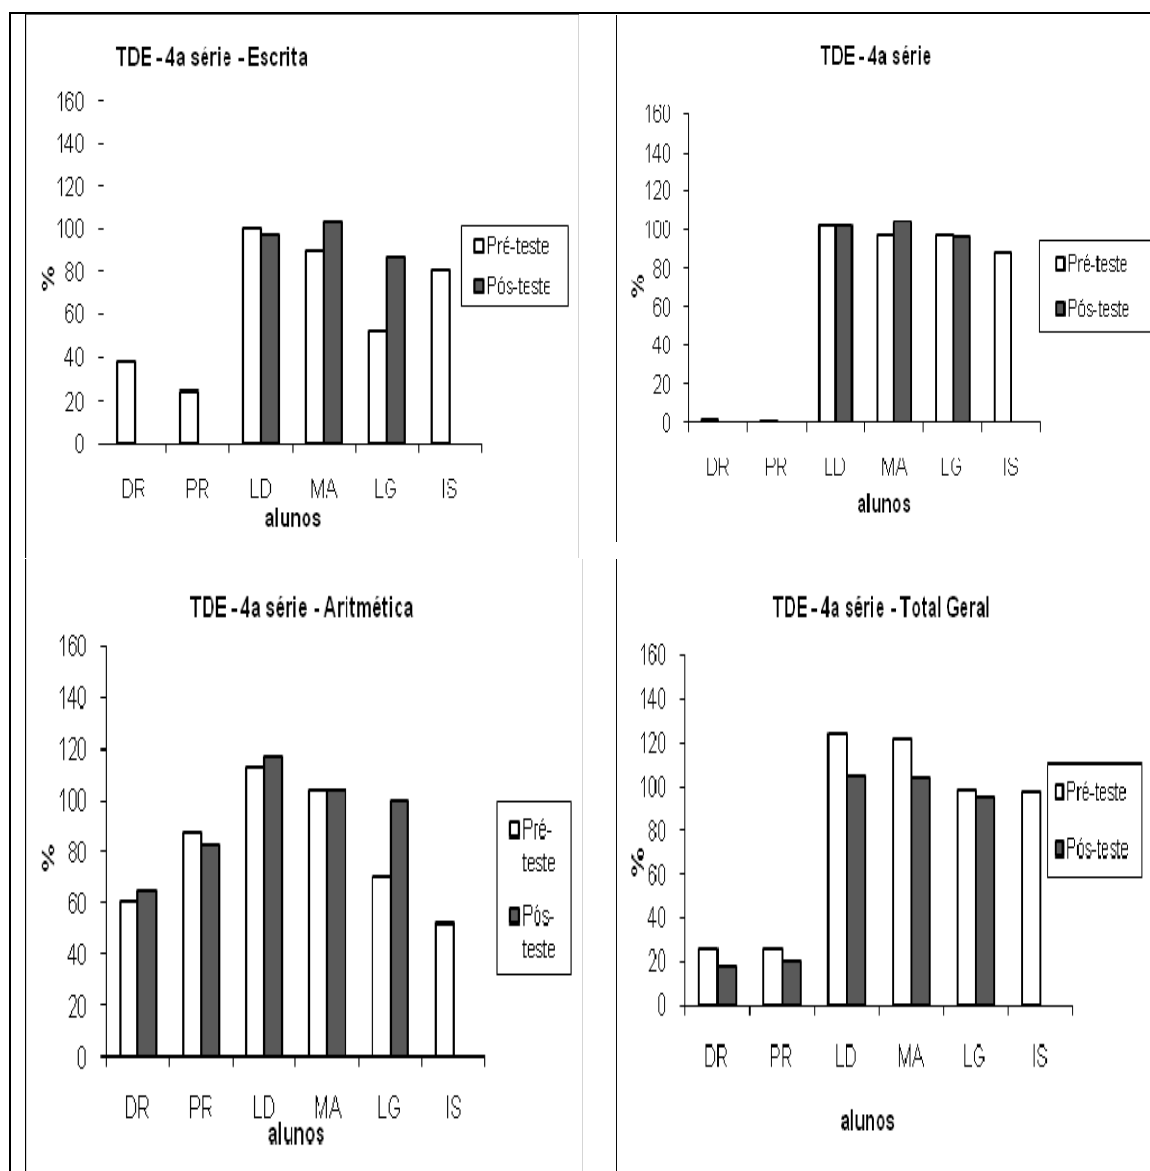 TDE - 4a série - Escrita
160
140
120
100
80
60
40
20
0
%
DR PR LD MA LG IS
alunos
Pré-teste
Pós-teste
TDE - 4a série
160
140
120
100
80
60
40
20
0
%
DR PR LD MA LG IS
alunos
Pré-teste
Pós-teste
TDE - 4a série - Aritmética
160
140
120
100
80
60
40
20
0
%
DR PR LD MA LG IS
alunos
Pré-
teste
Pós-
teste
TDE - 4a série - Total Geral
160
140
120
100
80
60
40
20
0
%
DR PR LD MA LG IS
alunos
Pré-teste
Pós-teste